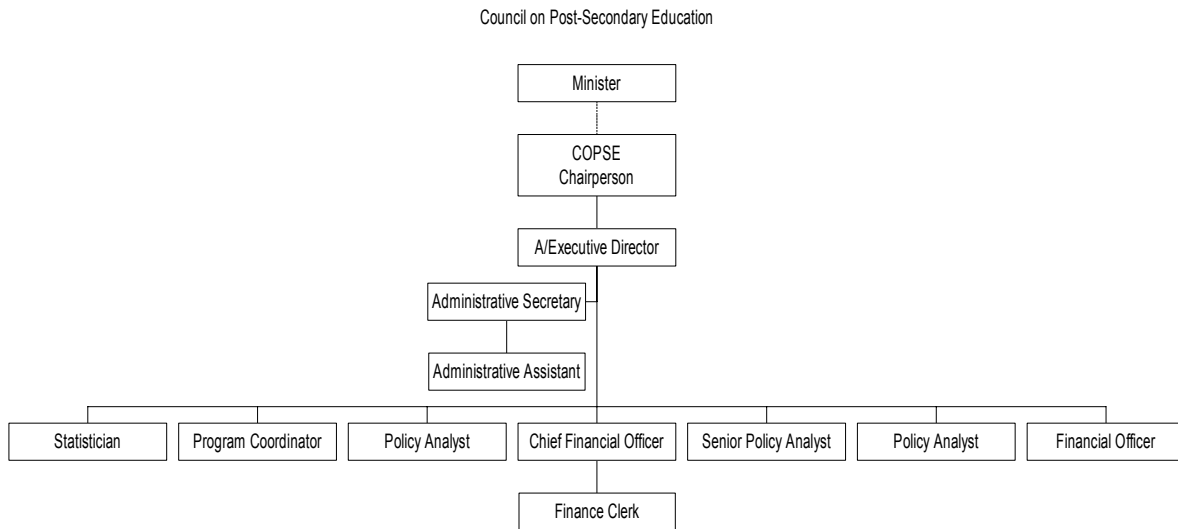 Council on Post-Secondary Education
Minister
COPSE
Chairperson
A/Executive Director
Administrative Secretary
Administrative Assistant
Statistician
Program Coordinator
Policy Analyst
Chief Financial Officer
Senior Policy Analyst
Policy Analyst
Financial Officer
Finance Clerk